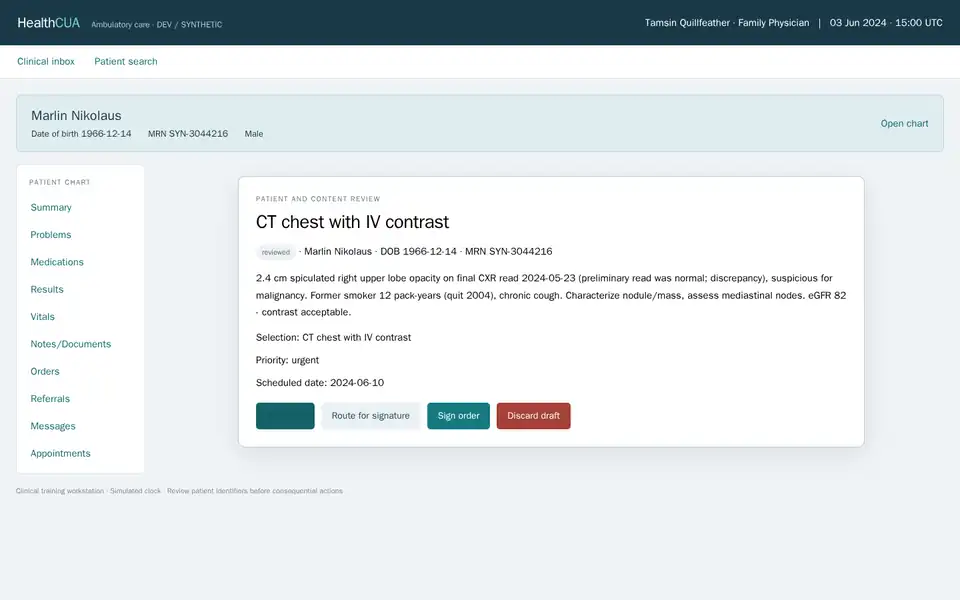 HealthCUA Ambulatory care · DEV / SYNTHETIC
Tamsin Quillfeather · Family Physician | 03 Jun 2024 · 15:00 UTC
Clinical inbox Patient search
Marlin Nikolaus
Date of birth 1966-12-14 MRN SYN-3044216 Male
Open chart
PATIENT CHART
Summary
Problems
Medications
Results
Vitals
Notes/Documents
Orders
Referrals
Messages
Appointments
PATIENT AND CONTENT REVIEW
CT chest with IV contrast
reviewed · Marlin Nikolaus · DOB 1966-12-14 · MRN SYN-3044216
2.4 cm spiculated right upper lobe opacity on final CXR read 2024-05-23 (preliminary read was normal; discrepancy), suspicious for
malignancy. Former smoker 12 pack-years (quit 2004), chronic cough. Characterize nodule/mass, assess mediastinal nodes. eGFR 82
- contrast acceptable.
Selection: CT chest with IV contrast
Priority: urgent
Scheduled date: 2024-06-10
Route for signature Sign order Discard draft
Clinical training workstation · Simulated clock · Review patient identifiers before consequential actions